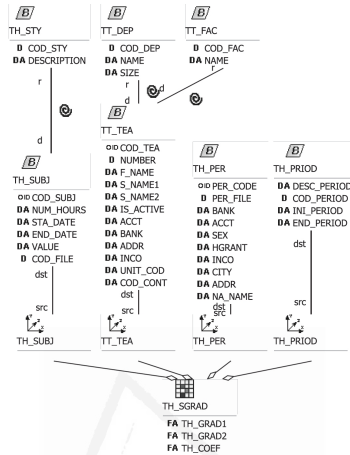 B
B
B
TH_STY
TT_DEP
TT_FAC
D COD_STY
DA DESCRIPTION
D COD_DEP
DA NAME
DA SIZE
D COD_FAC
DA NAME
r
r
r
d
d
d
B
TT_TEA
OID COD_TEA
D NUMBER
DA F_NAME
DA S_NAME1
DA S_NAME2
DA IS_ACTIVE
DA ACCT
DA BANK
DA ADDR
DA INCO
DA UNIT_COD
DA COD_CONT
d
B
TH_SUBJ
OID COD_SUBJ
DA NUM_HOURS
DA STA_DATE
DA END_DATE
DA VALUE
D COD_FILE
B
TH_PER
OID PER_CODE
D PER_FILE
DA BANK
DA ACCT
DA SEX
DA HGRANT
DA INCO
DA CITY
DA ADDR
DA NA_NAME
B
TH_PRIOD
DA DESC_PERIOD
D COD_PERIOD
DA INI_PERIOD
DA END_PERIOD
dst
src
dst
src
dst
src
dst
src
Y Z X
Y Z X
Y Z X
Y Z X
TH_SUBJ
TT_TEA
TH_PER
TH_PRIOD
TH_SGRAD
FA TH_GRAD1
FA TH_GRAD2
FA TH_COEF